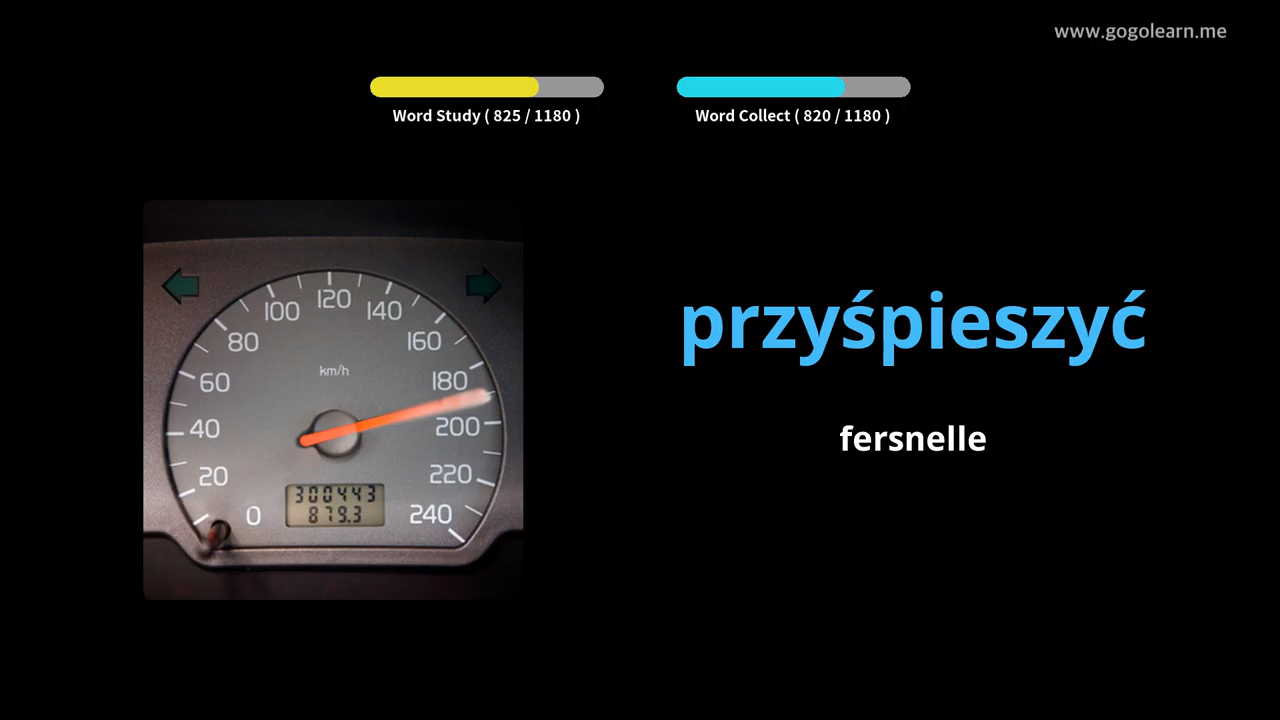 www.gogolearn.me
Word Study ( 825 / 1180 )
Word Collect ( 820 / 1180 )
120
100
140
80
160
km/h
60
180
40
200
20
220
300443
0
240
879.3
przyśpieszyć
fersnelle